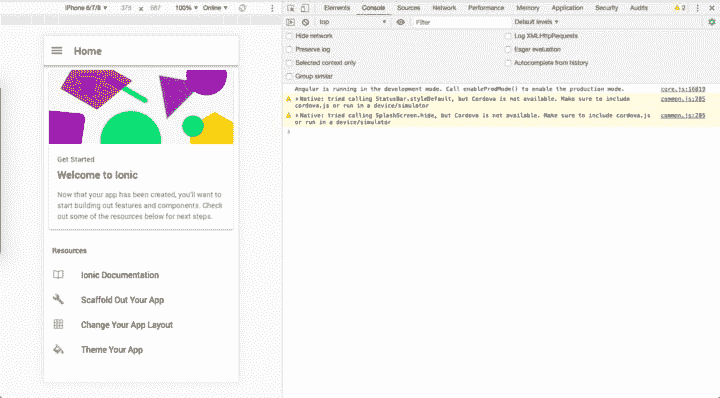 iPhone 6/7/8 ▾ 375 × 667 100% ▾ Online ▾
Elements Console Sources Network Performance Memory Application Security Audits 2
top Filter Default levels ▾
Hide network Log XMLHttpRequests
Preserve log Eager evaluation
Selected context only Autocomplete from history
Group similar
Angular is running in the development mode. Call enableProdMode() to enable the production mode. core.js:16819
Native: tried calling StatusBar.styleDefault, but Cordova is not available. Make sure to include common.js:205
cordova.js or run in a device/simulator
Native: tried calling SplashScreen.hide, but Cordova is not available. Make sure to include cordova.js common.js:205
or run in a device/simulator
Home
Get Started
Welcome to Ionic
Now that your app has been created, you'll want to
start building out features and components. Check
out some of the resources below for next steps.
Resources
Ionic Documentation
Scaffold Out Your App
Change Your App Layout
Theme Your App